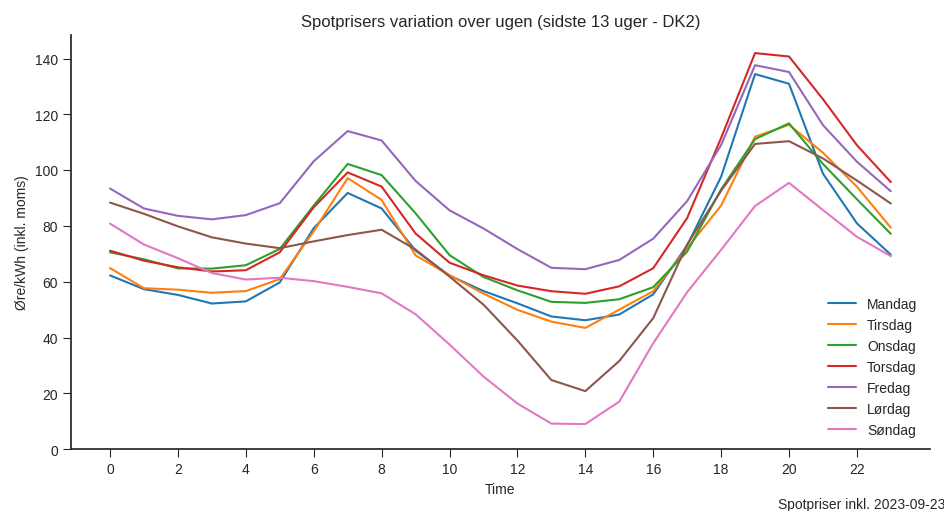 Spotprisers variation over ugen (sidste 13 uger - DK2)
Øre/kWh (inkl. moms)
140
120
100
80
60
40
20
0
0 2 4 6 8 10 12 14 16 18 20 22
Time
Mandag
Tirsdag
Onsdag
Torsdag
Fredag
Lørdag
Søndag
Spotpriser inkl. 2023-09-23